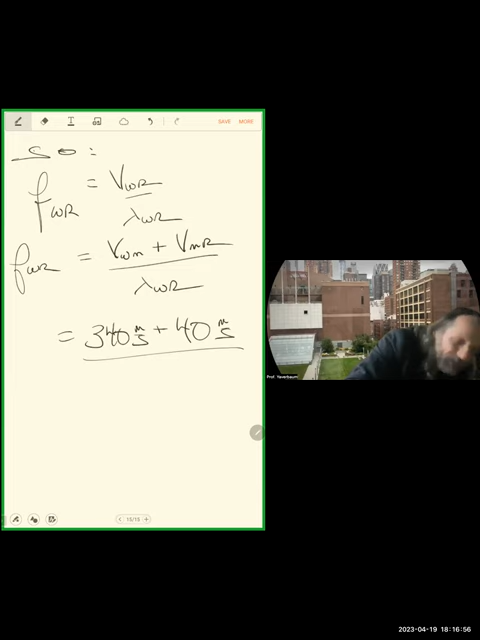 SAVE MORE
SO:
f_WR = V_WR / λ_WR
f_WR = V_Wm + V_mR / λ_WR
= 340 m/s + 40 m/s
15/15
Prof. Yaverbaum
2023-04-19 18:16:56